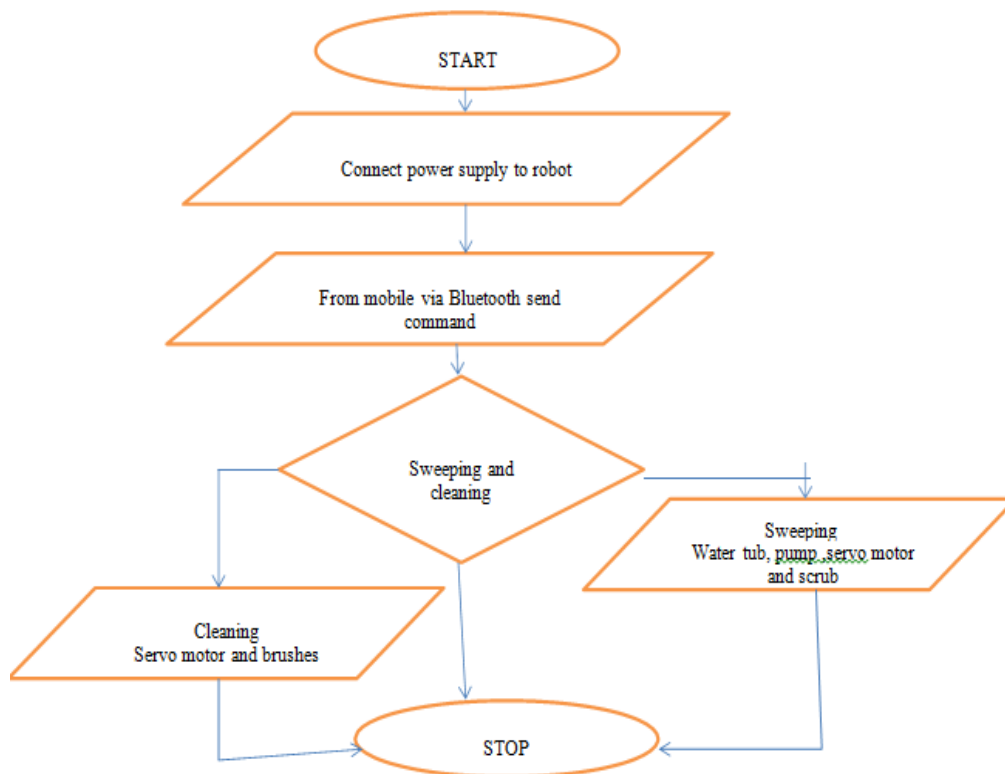 START
Connect power supply to robot
From mobile via Bluetooth send
command
Sweeping and
cleaning
Sweeping
Water tub, pump ,servo motor
and scrub
Cleaning
Servo motor and brushes
STOP